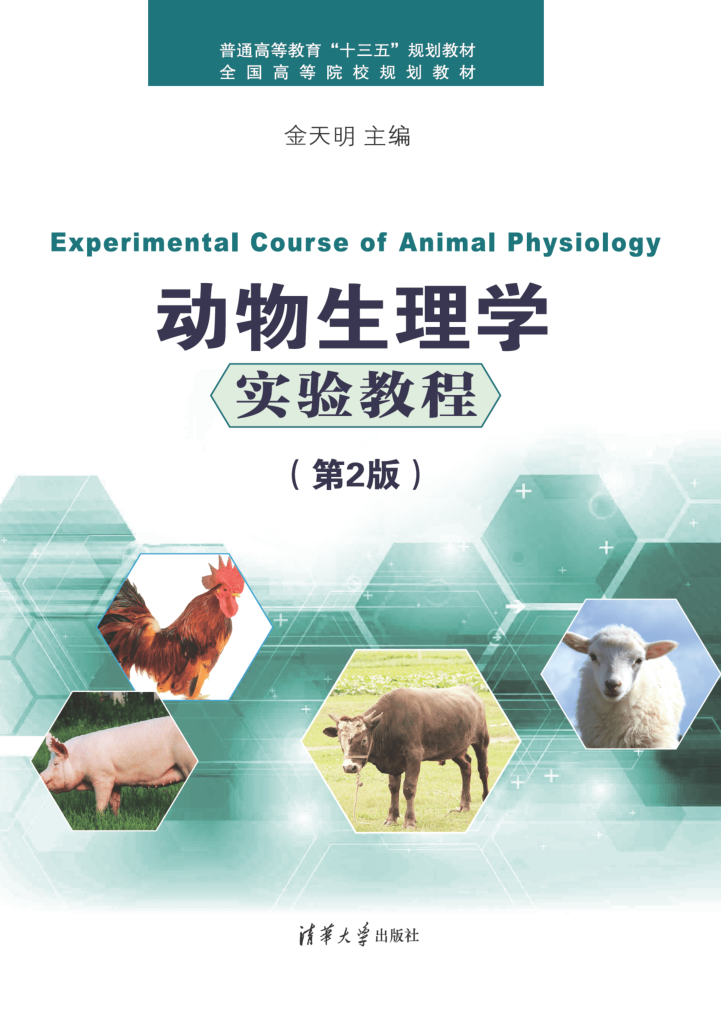 普通高等教育“十三五”规划教材
全国高等院校规划教材
金天明 主编
Experimental Course of Animal Physiology
动物生理学
实验教程
（第2版）
清华大学出版社